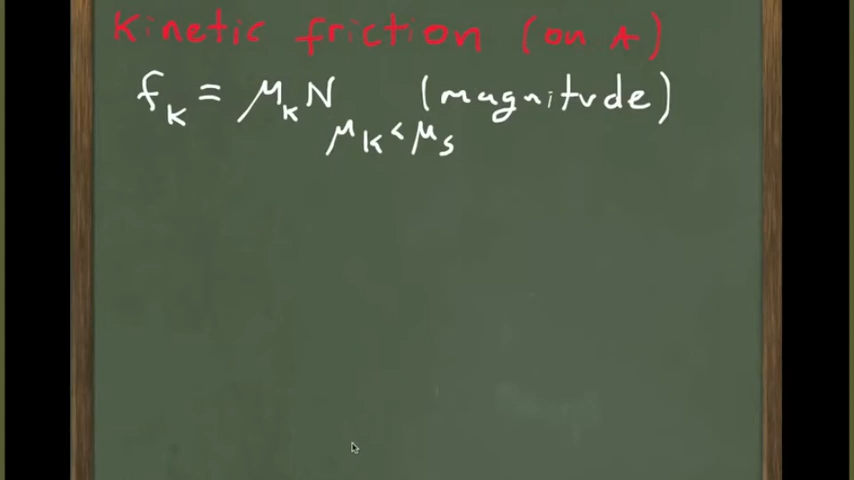 Kinetic friction (on A)
fₖ = μₖN (magnitude)
μₖ < μₛ